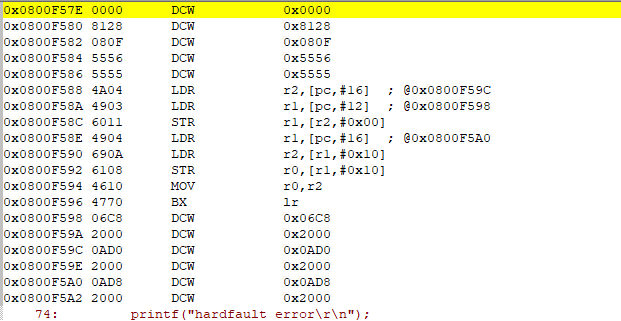 0x0800F57E 0000 DCW 0x0000
0x0800F580 8128 DCW 0x8128
0x0800F582 080F DCW 0x080F
0x0800F584 5556 DCW 0x5556
0x0800F586 5555 DCW 0x5555
0x0800F588 4A04 LDR r2,[pc,#16] ; @0x0800F59C
0x0800F58A 4903 LDR r1,[pc,#12] ; @0x0800F598
0x0800F58C 6011 STR r1,[r2,#0x00]
0x0800F58E 4904 LDR r1,[pc,#16] ; @0x0800F5A0
0x0800F590 690A LDR r2,[r1,#0x10]
0x0800F592 6108 STR r0,[r1,#0x10]
0x0800F594 4610 MOV r0,r2
0x0800F596 4770 BX lr
0x0800F598 06C8 DCW 0x06C8
0x0800F59A 2000 DCW 0x2000
0x0800F59C 0AD0 DCW 0x0AD0
0x0800F59E 2000 DCW 0x2000
0x0800F5A0 0AD8 DCW 0x0AD8
0x0800F5A2 2000 DCW 0x2000
74: printf("hardfault error\r\n");